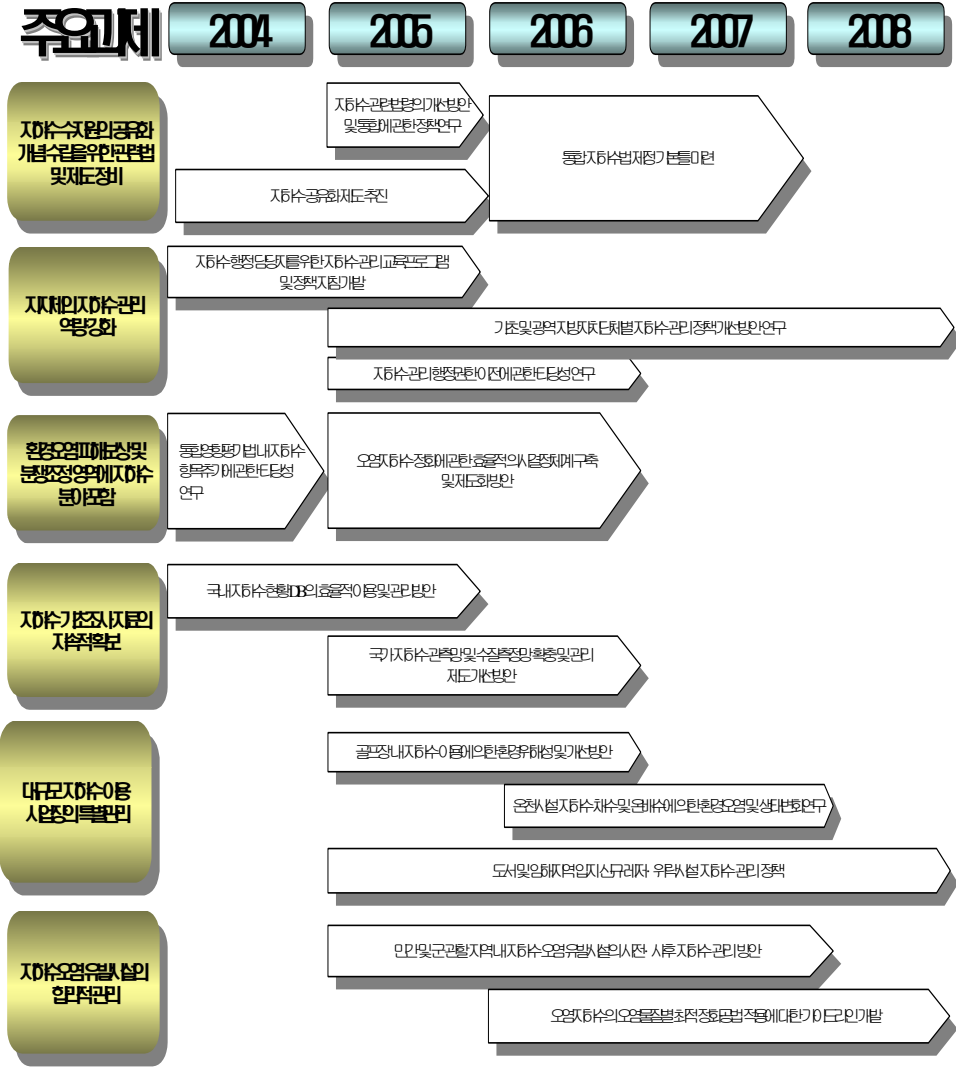 주요과제
2004
2005
2006
2007
2008
지하수수자원의공유화
개념수립을위한관련법
및제도정비
지하수관련법령의개선방안
및통합에관한정책연구
통합지하수법제정기본틀마련
지하수공유화제도추진
지자체의지하수관리
역량강화
지하수행정담당자를위한지하수관리교육프로그램
및정책지침개발
기초및광역지방자치단체별지하수관리정책개선방안연구
지하수관리행정권한이전에관한타당성연구
환경오염피해보상및
분쟁조정영역에지하수
분야포함
통합영향평가법내지하수
항목추가에관한타당성
연구
오염지하수정화에관한효율적의사결정체계구축
및제도화방안
지하수기초조사자료의
지속적확보
국내지하수현황DB의효율적이용및관리방안
국가지하수관측망및수질측정망확충및관리
제도개선방안
대규모지하수이용
사업장의특별관리
골프장내지하수이용에의한환경위해성및개선방안
온천시설지하수채수및온배수에의한환경오염및생태변화연구
도서및임해지역입지신규레저·위락시설지하수관리정책
지하수오염유발시설의
합리적관리
민간및군관할지역내지하수오염유발시설의사전·사후지하수관리방안
오염지하수의오염물질별최적정화공법적용에대한가이드라인개발